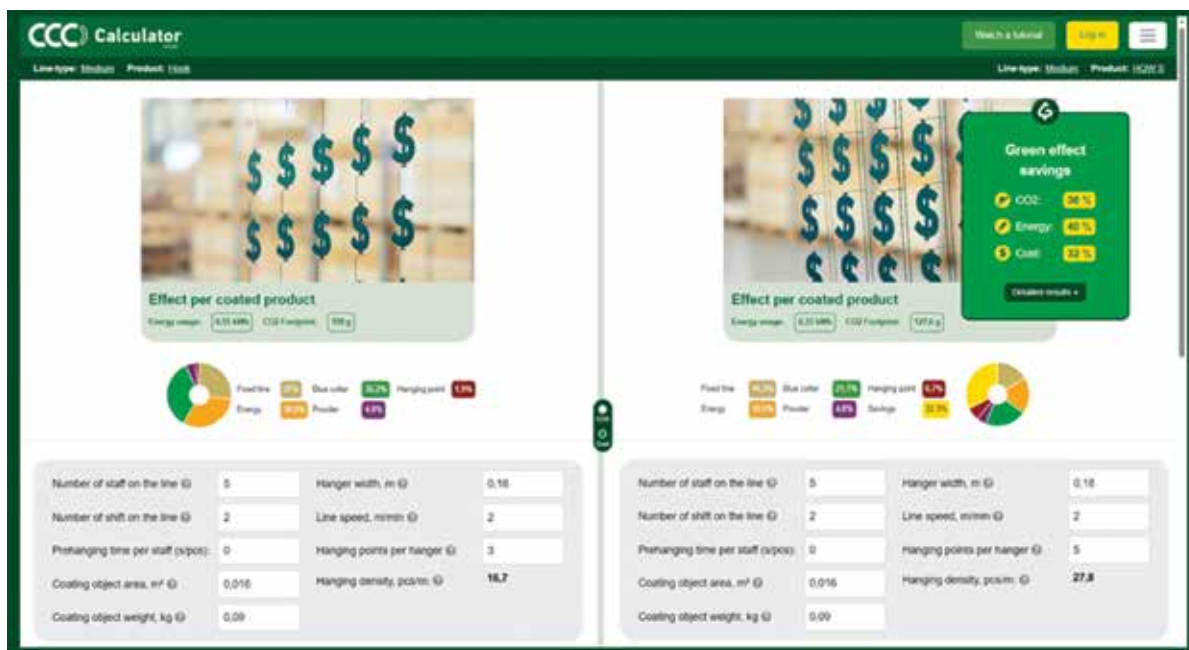 CCC Calculator
Watch a tutorial
Log in
Line type: Medium Product: Hook
Line type: Medium Product:
Green effect
savings
CO2:
Energy: 40 %
Cost:
Detailed results
Effect per coated product
Energy usage: CO2 Footprint:
Effect per coated product
Energy usage: CO2 Footprint:
Fixed line Blue collar Hanging point
Energy Powder 4.8%
Fixed line Blue collar Hanging point
Energy Powder 4.8% Savings
Number of staff on the line 5 Hanger width, m
Number of shift on the line 2 Line speed, m/min 2
Prehanging time per staff (s/pcs): 0 Hanging points per hanger 3
Coating object area, m² 0,016 Hanging density, pcs/m: 16,7
Coating object weight, kg 0,09
Number of staff on the line 5 Hanger width, m
Number of shift on the line 2 Line speed, m/min 2
Prehanging time per staff (s/pcs): 0 Hanging points per hanger 5
Coating object area, m² 0,016 Hanging density, pcs/m: 27,8
Coating object weight, kg 0,09